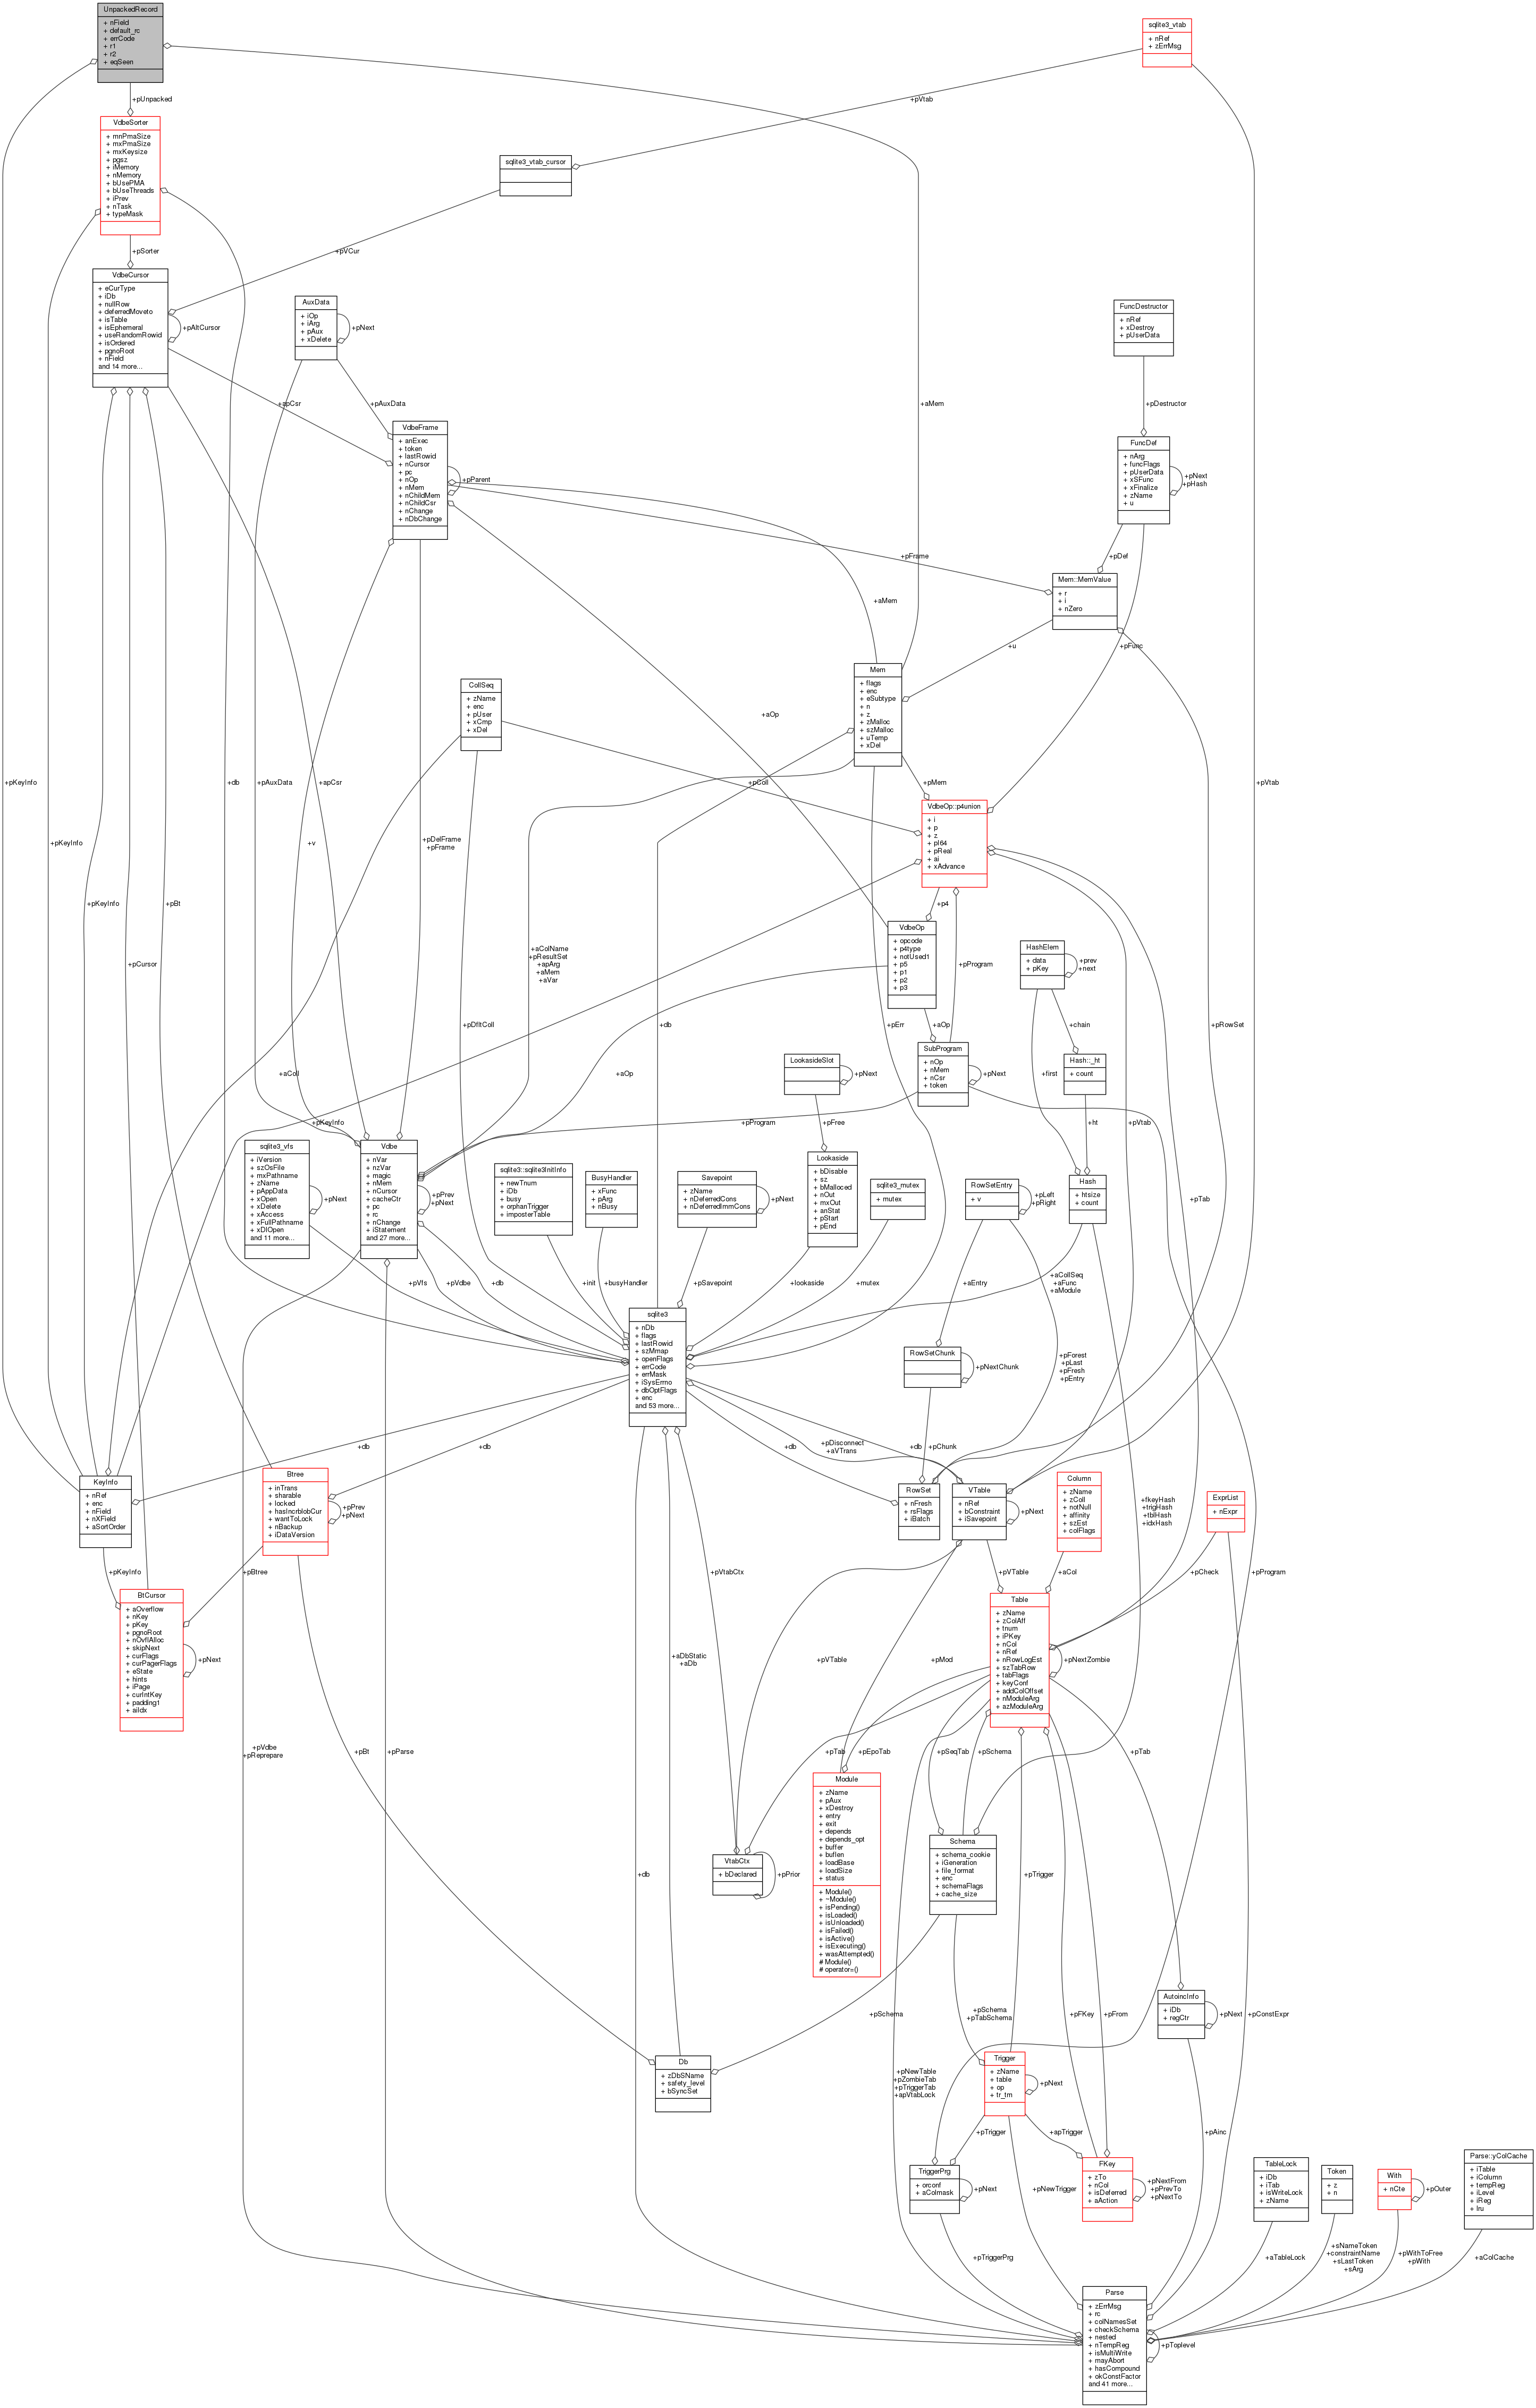 UnpackedRecord
+ nField
+ default_rc
+ errCode
+ r1
+ r2
+ eqSeen
sqlite3_vtab
+ nRef
+ zErrMsg
+pUnpacked
+pVtab
VdbeSorter
+ mnPmaSize
+ mxPmaSize
+ mxKeysize
+ pgsz
+ iMemory
+ nMemory
+ bUsePMA
+ bUseThreads
+ iPrev
+ nTask
+ typeMask
sqlite3_vtab_cursor
+pSorter
+pVCur
VdbeCursor
+ eCurType
+ iDb
+ nullRow
+ deferredMoveto
+ isTable
+ isEphemeral
+ useRandomRowid
+ isOrdered
+ pgnoRoot
+ nField
and 14 more...
+pAltCursor
AuxData
+ iOp
+ iArg
+ pAux
+ xDelete
+pNext
FuncDestructor
+ nRef
+ xDestroy
+ pUserData
+apCsr
+pAuxData
+aMem
+pDestructor
VdbeFrame
+ anExec
+ token
+ lastRowid
+ nCursor
+ pc
+ nOp
+ nMem
+ nChildMem
+ nChildCsr
+ nChange
+ nDbChange
+pParent
FuncDef
+ nArg
+ funcFlags
+ pUserData
+ xSFunc
+ xFinalize
+ zName
+ u
+pNext
+pHash
+pFrame
+pDef
Mem::MemValue
+ r
+ i
+ nZero
+aMem
+u
+pFunc
Mem
+ flags
+ enc
+ eSubtype
+ n
+ z
+ zMalloc
+ szMalloc
+ uTemp
+ xDel
CollSeq
+ zName
+ enc
+ pUser
+ xCmp
+ xDel
+aOp
+pKeyInfo
+pKeyInfo
+db
+pAuxData
+apCsr
+v
+pDelFrame
+pFrame
+pColl
+pMem
+pVtab
VdbeOp::p4union
+ i
+ p
+ z
+ pI64
+ pReal
+ ai
+ xAdvance
+pKeyInfo
+pBt
+pCursor
+p4
VdbeOp
+ opcode
+ p4type
+ notUsed1
+ p5
+ p1
+ p2
+ p3
+aColName
+pResultSet
+apArg
+aMem
+aVar
+pProgram
HashElem
+ data
+ pKey
+prev
+next
+pDfltColl
+db
+pErr
+aOp
+chain
+pRowSet
SubProgram
+ nOp
+ nMem
+ nCsr
+ token
+pNext
Hash::_ht
+ count
LookasideSlot
+pNext
+aColl
+aOp
+first
+pKeyInfo
+pProgram
+pFree
+ht
+pVtab
+pTab
sqlite3_vfs
+ iVersion
+ szOsFile
+ mxPathname
+ zName
+ pAppData
+ xOpen
+ xDelete
+ xAccess
+ xFullPathname
+ xDlOpen
and 11 more...
+pNext
Vdbe
+ nVar
+ nzVar
+ magic
+ nMem
+ nCursor
+ cacheCtr
+ pc
+ rc
+ nChange
+ iStatement
and 27 more...
+pPrev
+pNext
sqlite3::sqlite3InitInfo
+ newTnum
+ iDb
+ busy
+ orphanTrigger
+ imposterTable
BusyHandler
+ xFunc
+ pArg
+ nBusy
Savepoint
+ zName
+ nDeferredCons
+ nDeferredImmCons
+pNext
Lookaside
+ bDisable
+ sz
+ bMalloced
+ nOut
+ mxOut
+ anStat
+ pStart
+ pEnd
sqlite3_mutex
+ mutex
RowSetEntry
+ v
+pLeft
+pRight
Hash
+ htsize
+ count
+pVfs
+pVdbe
+db
+init
+busyHandler
+pSavepoint
+lookaside
+mutex
+aEntry
+aCollSeq
+aFunc
+aModule
sqlite3
+ nDb
+ flags
+ lastRowid
+ szMmap
+ openFlags
+ errCode
+ errMask
+ iSysErrno
+ dbOptFlags
+ enc
and 53 more...
RowSetChunk
+pNextChunk
+pForest
+pLast
+pFresh
+pEntry
+db
+db
+pDisconnect
+aVTrans
+db
+db
+pChunk
KeyInfo
+ nRef
+ enc
+ nField
+ nXField
+ aSortOrder
Btree
+ inTrans
+ sharable
+ locked
+ hasIncrblobCur
+ wantToLock
+ nBackup
+ iDataVersion
+pPrev
+pNext
RowSet
+ nFresh
+ rsFlags
+ iBatch
VTable
+ nRef
+ bConstraint
+ iSavepoint
+pNext
Column
+ zName
+ zColl
+ notNull
+ affinity
+ szEst
+ colFlags
+fkeyHash
+trigHash
+tblHash
+idxHash
ExprList
+ nExpr
+pKeyInfo
+pBtree
+pVtabCtx
+pVTable
+aCol
+pCheck
+pProgram
BtCursor
+ aOverflow
+ nKey
+ pKey
+ pgnoRoot
+ nOvflAlloc
+ skipNext
+ curFlags
+ curPagerFlags
+ eState
+ hints
+ iPage
+ curIntKey
+ padding1
+ aiIdx
+pNext
+aDbStatic
+aDb
+pVTable
+pMod
Table
+ zName
+ zColAff
+ tnum
+ iPKey
+ nCol
+ nRef
+ nRowLogEst
+ szTabRow
+ tabFlags
+ keyConf
+ addColOffset
+ nModuleArg
+ azModuleArg
+pNextZombie
+pVdbe
+pReprepare
+pBt
+pParse
+pTab
+pEpoTab
+pSeqTab
+pSchema
+pTab
Module
+ zName
+ pAux
+ xDestroy
+ entry
+ exit
+ depends
+ depends_opt
+ buffer
+ buflen
+ loadBase
+ loadSize
+ status
+ Module()
+ ~Module()
+ isPending()
+ isLoaded()
+ isUnloaded()
+ isFailed()
+ isActive()
+ isExecuting()
+ wasAttempted()
# Module()
# operator=()
VtabCtx
+ bDeclared
+pPrior
+db
Schema
+ schema_cookie
+ iGeneration
+ file_format
+ enc
+ schemaFlags
+ cache_size
+pTrigger
AutoincInfo
+ iDb
+ regCtr
+pNext
+pSchema
+pSchema
+pTabSchema
+pFKey
+pFrom
+pConstExpr
Db
+ zDbSName
+ safety_level
+ bSyncSet
+pNewTable
+pZombieTab
+pTriggerTab
+apVtabLock
Trigger
+ zName
+ table
+ op
+ tr_tm
+pNext
+pTrigger
+apTrigger
+pAinc
TriggerPrg
+ orconf
+ aColmask
+pNext
+pNewTrigger
FKey
+ zTo
+ nCol
+ isDeferred
+ aAction
+pNextFrom
+pPrevTo
+pNextTo
TableLock
+ iDb
+ iTab
+ isWriteLock
+ zName
Token
+ z
+ n
With
+ nCte
+pOuter
Parse::yColCache
+ iTable
+ iColumn
+ tempReg
+ iLevel
+ iReg
+ lru
+pTriggerPrg
+aTableLock
+sNameToken
+constraintName
+sLastToken
+sArg
+pWithToFree
+pWith
+aColCache
Parse
+ zErrMsg
+ rc
+ colNamesSet
+ checkSchema
+ nested
+ nTempReg
+ isMultiWrite
+ mayAbort
+ hasCompound
+ okConstFactor
and 41 more...
+pToplevel